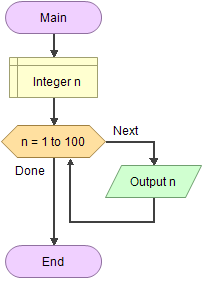 Main
Integer n
n = 1 to 100
Next
Done
Output n
End